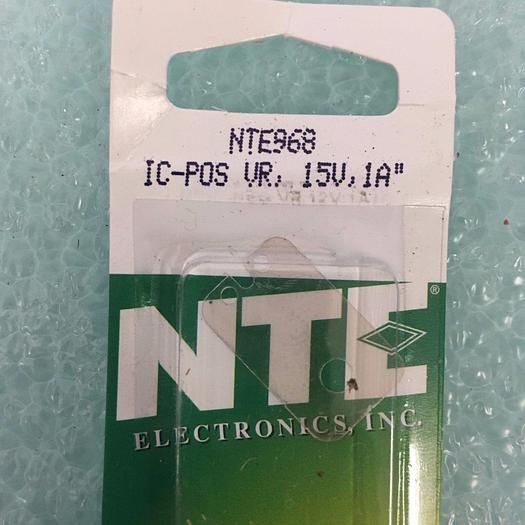 NTE968
IC-POS VR, 15V,1A"
NTE®
ELECTRONICS, INC.